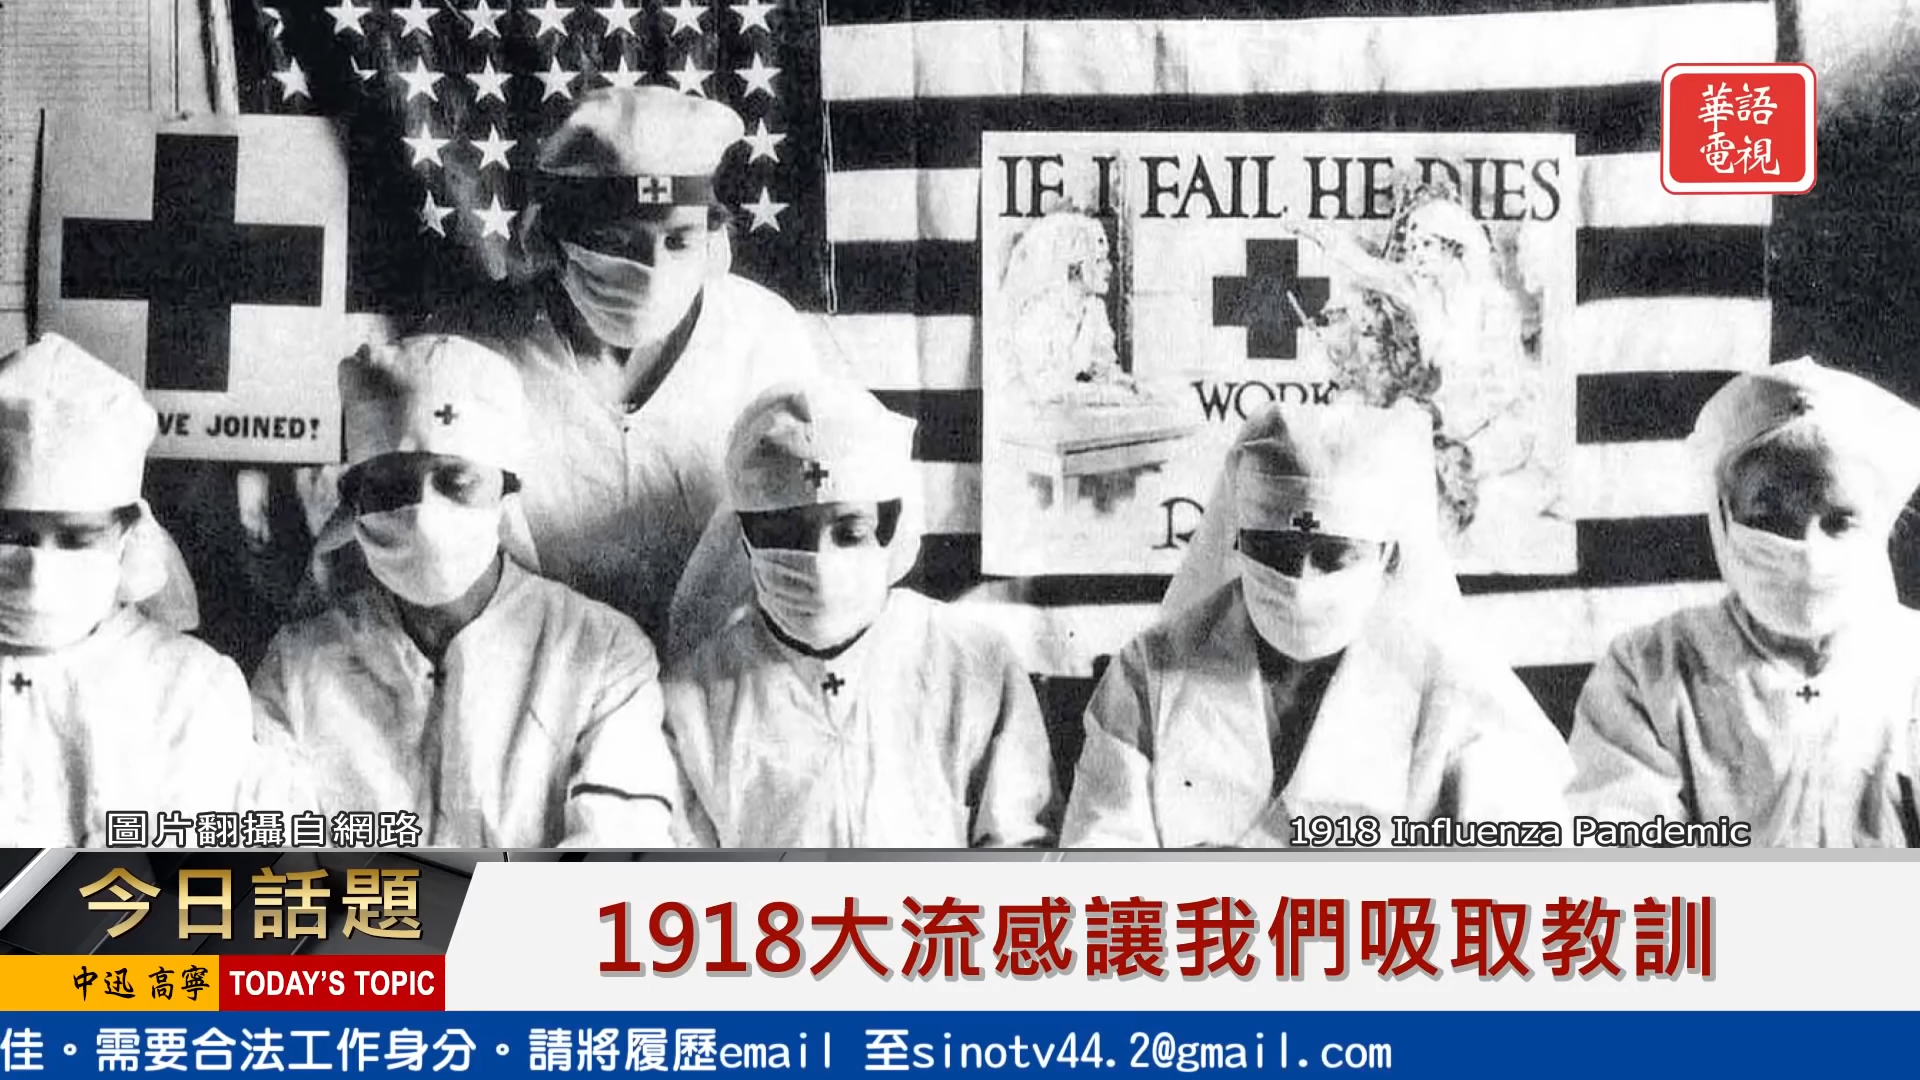 華語
電視
IF I FAIL HE DIES
WORK
VE JOINED!
圖片翻攝自網路
1918 Influenza Pandemic
今日話題
1918大流感讓我們吸取教訓
中迅 高寧
TODAY'S TOPIC
佳。需要合法工作身分。請將履歷email 至sinotv44.2@gmail.com